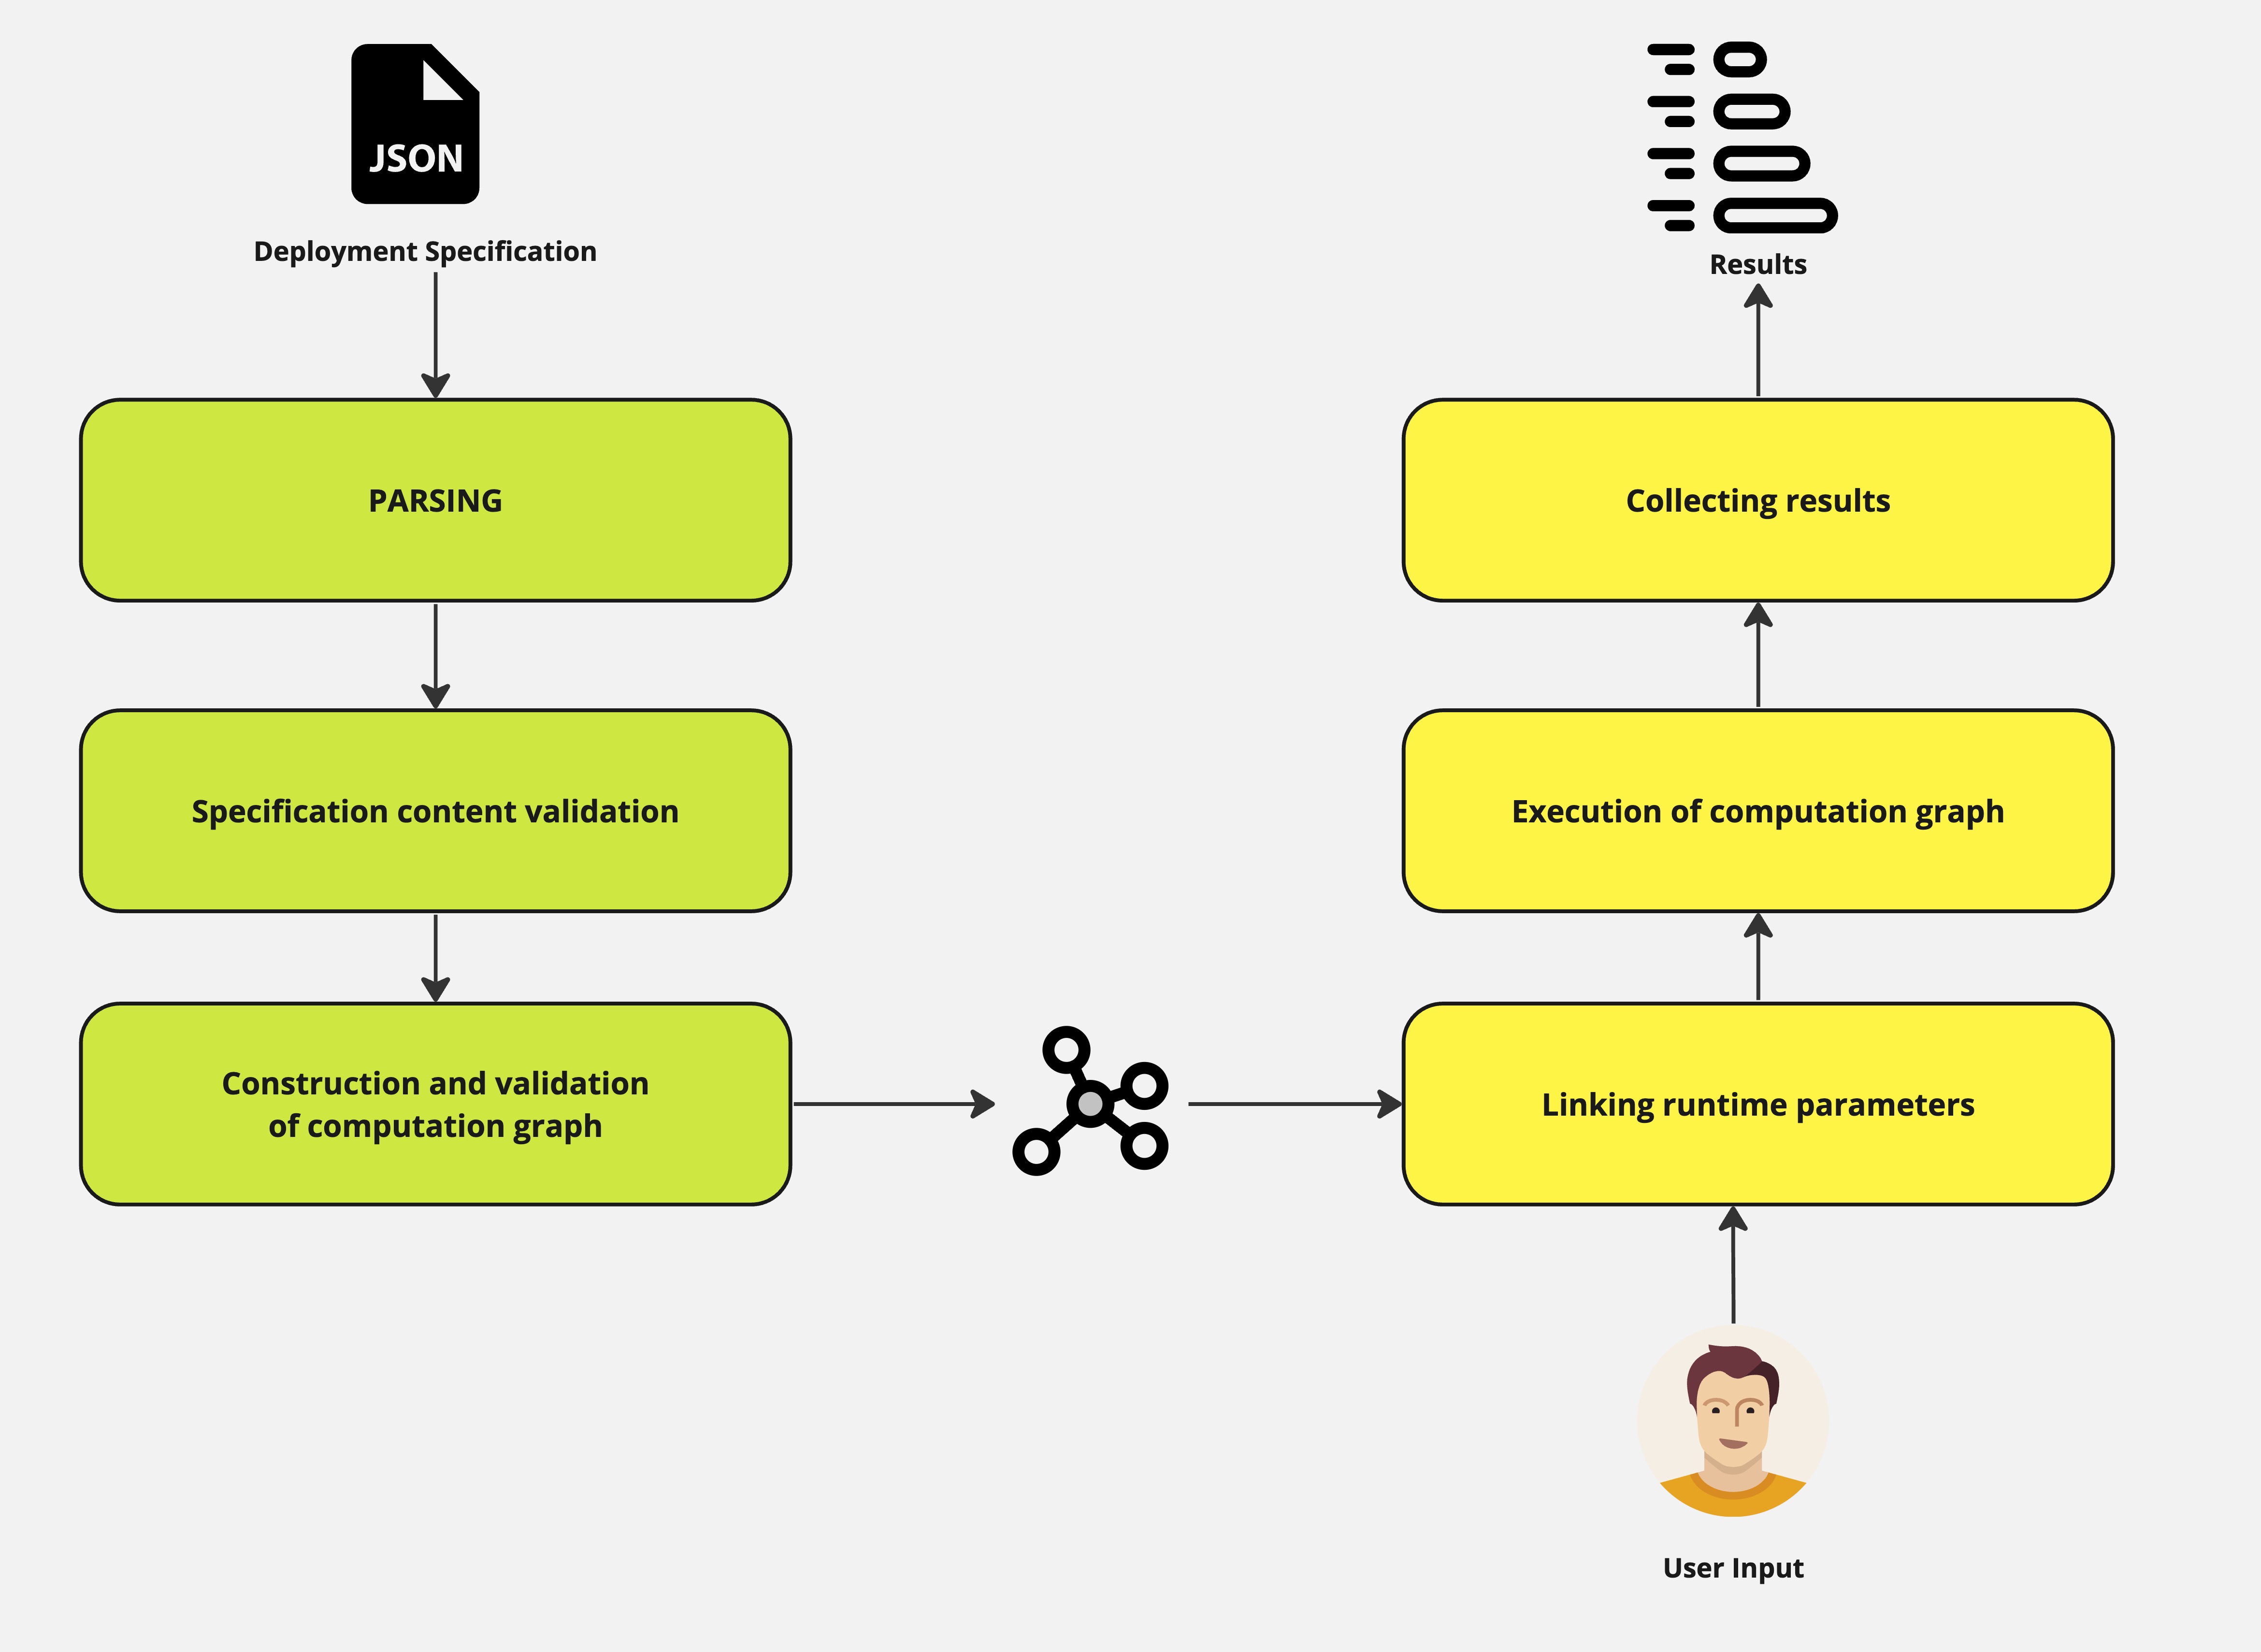 JSON
Deployment Specification
PARSING
Specification content validation
Construction and validation
of computation graph
Results
Collecting results
Execution of computation graph
Linking runtime parameters
User Input